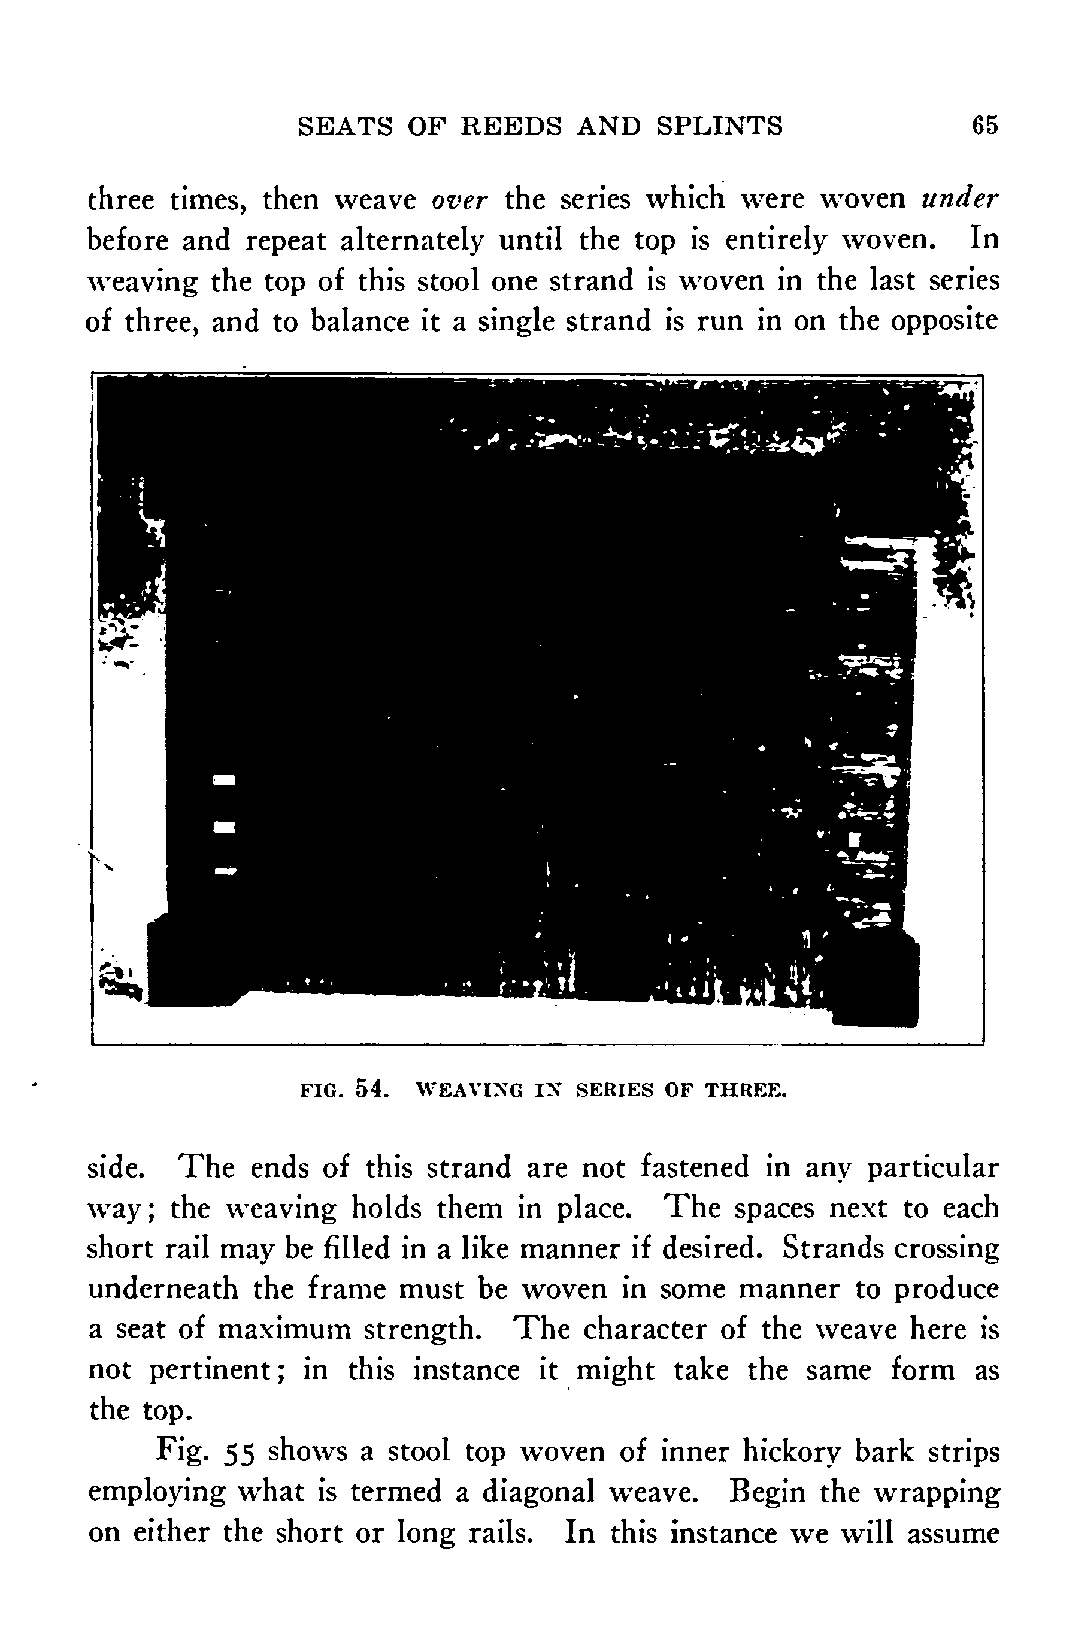 SEATS OF REEDS AND SPLINTS 65
three times, then weave over the series which were woven under
before and repeat alternately until the top is entirely woven. In
weaving the top of this stool one strand is woven in the last series
of three, and to balance it a single strand is run in on the opposite
FIG. 54. WEAVING IN SERIES OF THREE.
side. The ends of this strand are not fastened in any particular
way; the weaving holds them in place. The spaces next to each
short rail may be filled in a like manner if desired. Strands crossing
underneath the frame must be woven in some manner to produce
a seat of maximum strength. The character of the weave here is
not pertinent; in this instance it might take the same form as
the top.
Fig. 55 shows a stool top woven of inner hickory bark strips
employing what is termed a diagonal weave. Begin the wrapping
on either the short or long rails. In this instance we will assume